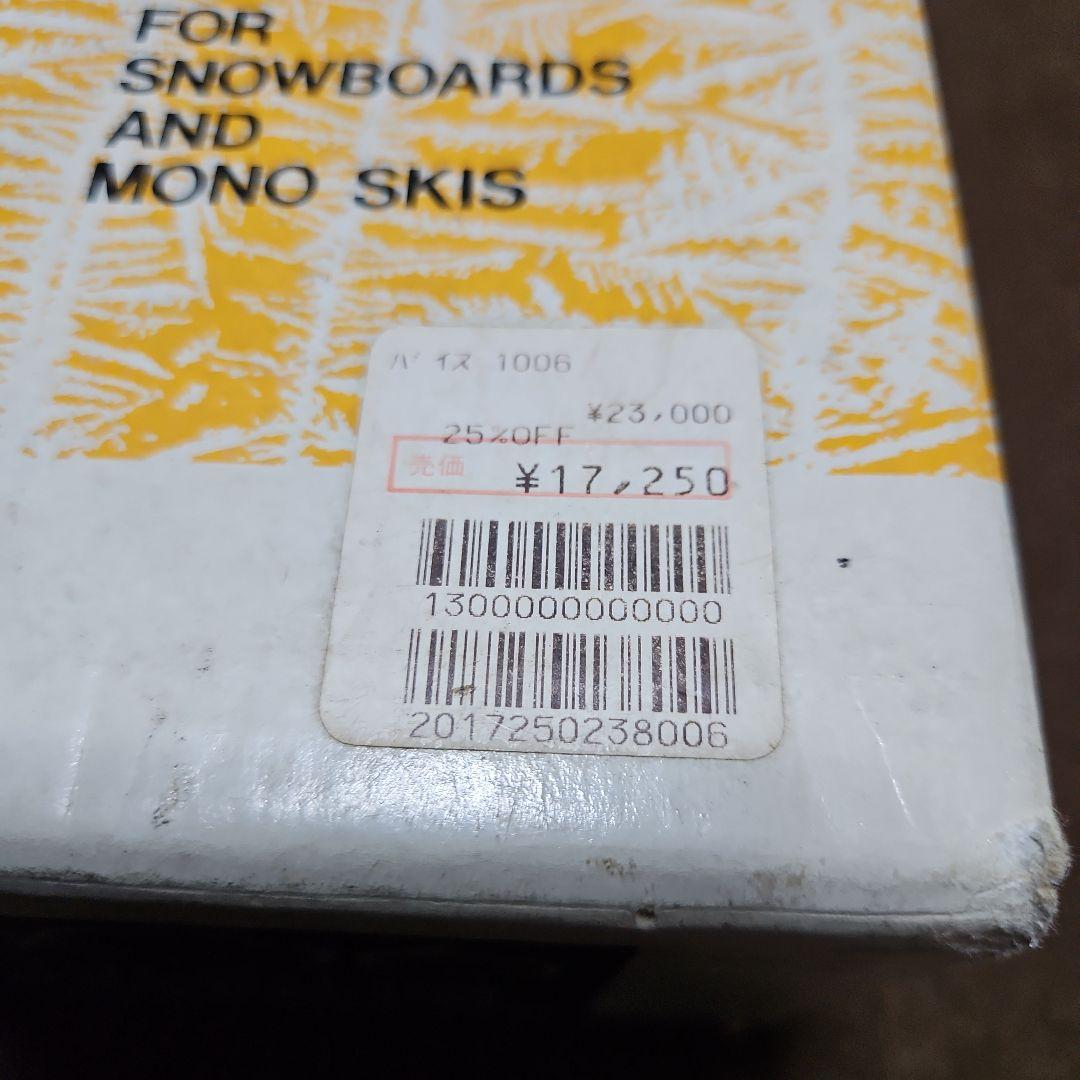 FOR
SNOWBOARDS
AND
MONO SKIS
バイス 1006
¥23,000
25%OFF
売価 ¥17,250
1300000000000
2017250238006